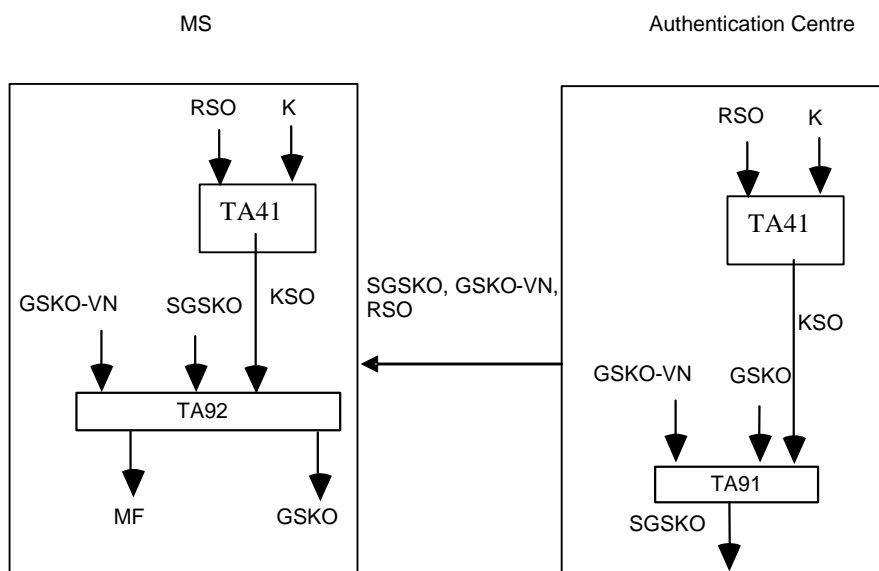 MS
Authentication Centre
RSO
K
TA41
KSO
GSKO-VN
SGSKO
TA92
MF
GSKO
SGSKO, GSKO-VN,
RSO
RSO
K
TA41
KSO
GSKO-VN
GSKO
TA91
SGSKO